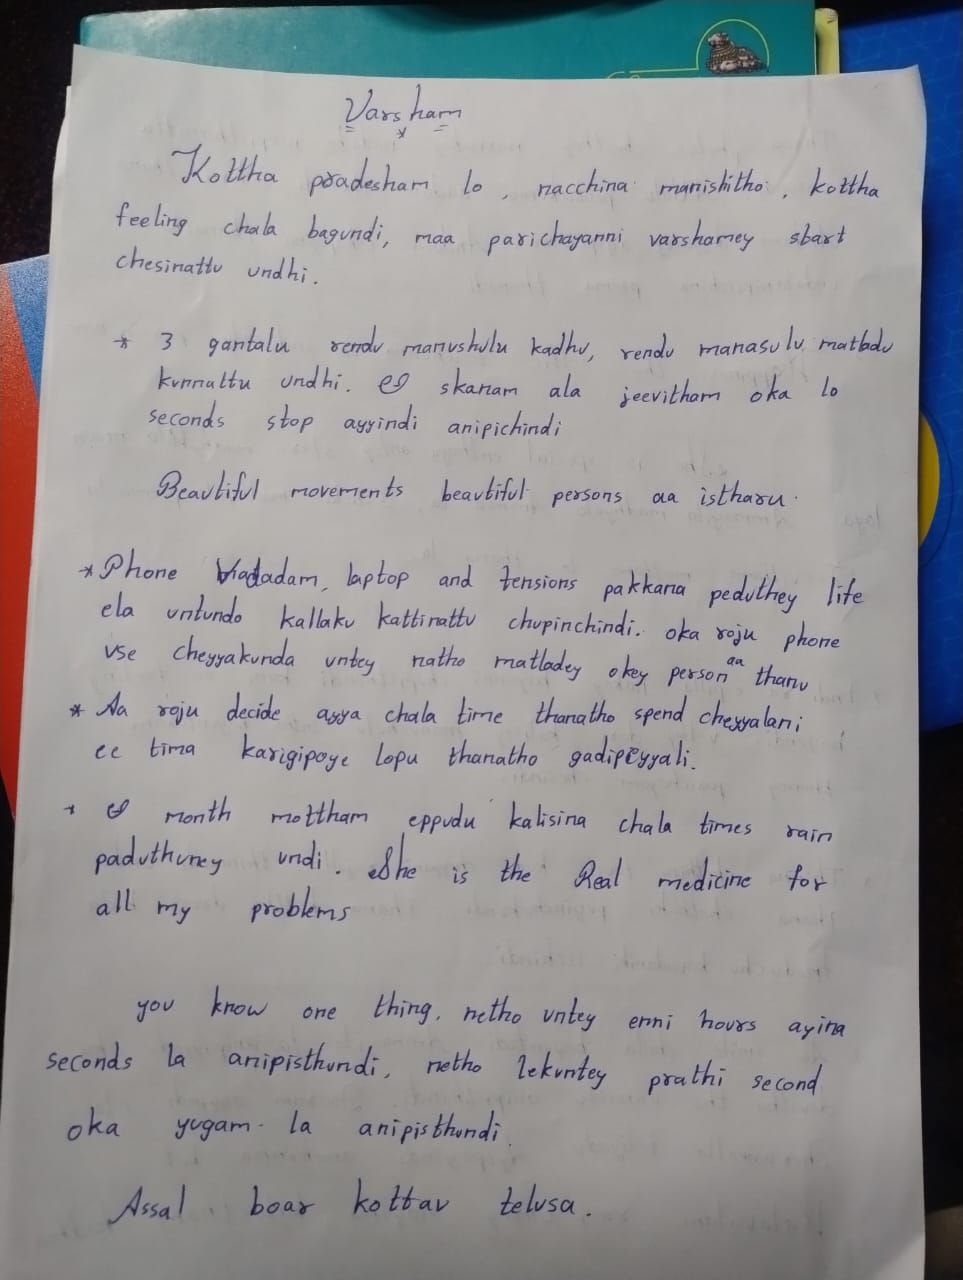 Varsham
Kottha pradesham lo, nacchina manishitho, kottha
feeling chala bagundi, maa parichayanni varshamey start
chesinattu undhi.
* 3 gantalu rendu manushulu kadhu, rendu manasulu matladu
kunnattu undhi. skanam ala jeevitham oka lo
seconds stop ayyindi anipichindi
Beautiful movements beautiful persons aa istharu.
* Phone Vadadam, laptop and tensions pakkana peduthey life
ela untundo kallaku kattinattu chupinchindi. oka roju phone
use cheyyakunda untey natho matladey okey person aa thanu
* Aa roju decide ayya chala time thanatho spend cheyyalani,
ee time karigipoye lopu thanatho gadipeyyali.
* month mottham eppudu kalisina chala times rain
paduthuney undi. She is the Real medicine for
all my problems
you know one thing, netho untey enni hours ayina
seconds la anipisthundi, netho lekuntey prathi second
oka yugam la anipisthundi
Assal boar kottav telusa.